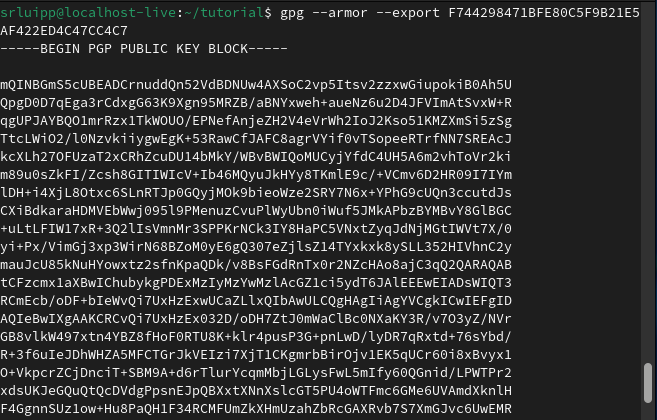 srluipp@localhost-live:~/tutorial$ gpg --armor --export F744298471BFE80C5F9B21E5
AF422ED4C47CC4C7
-----BEGIN PGP PUBLIC KEY BLOCK-----

mQINBGmS5cUBEADCrnuddQn52VdBDNUw4AXSoC2vp5Itsv2zzxwGiupokiB0Ah5U
QpgD0D7qEga3rCdxgG63K9Xgn95MRZB/aBNYxweh+aueNz6u2D4JFVImAtSvxW+R
qgUPJAYBQO1mrRzx1TkWOUO/EPNefAnjeZH2V4eVrWh2IoJ2Kso51KMZXmSi5zSg
TtcLWiO2/l0NzvkiiygwEgK+53RawCfJAFC8agrVYif0vTSopeeRTrfNN7SREAcJ
kcXLh27OFUzaT2xCRhZcuDU14bMkY/WBvBWIQoMUCyjYfdC4UH5A6m2vhToVr2ki
m89u0sZkFI/Zcsh8GITIWIcV+Ib46MQyuJkHYy8TKmlE9c/+VCmv6D2HR09I7IYm
lDH+i4XjL8Otxc6SLnRTJp0GQyjMOk9bieoWze2SRY7N6x+YPhG9cUQn3ccutdJs
CXiBdkaraHDMVEbWwj095l9PMenuzCvuPlWyUbn0iWuf5JMkAPbzBYMBvY8GlBGC
+uLtLFIW17xR+3Q2lIsVmnMr3SPPKrNCk3IY8HaPC5VNxtZyqJdNjMGtIWVt7X/0
yi+Px/VimGj3xp3WirN68BZoM0yE6gQ307eZjlsZ14TYxkxk8ySLL352HIVhnC2y
mauJcU85kNuHYowxtz2sfnKpaQDk/v8BsFGdRnTx0r2NZcHAo8ajC3qQ2QARAQAB
tCFzcmx1aXBwIChubykgPDExMzIyMzYwMzlAcGZ1ci5ydT6JAlEEEwEIADsWIQT3
RCmEcb/oDF+bIeWvQi7UxHzExwUCaZLlxQIbAwULCQgHAgIiAgYVCgkICwIEFgID
AQIeBwIXgAAKCRCvQi7UxHzEx032D/oDH7ZtJ0mWaClBc0NXaKY3R/v7O3yZ/NVr
GB8vlkW497xtn4YBZ8fHoF0RTU8K+klr4pusP3G+pnLwD/lyDR7qRxtd+76sYbd/
R+3f6uIeJDhWHZA5MFCTGrJkVEIzi7XjT1CKgmrbBirOjv1EK5qUCr60i8xBvyx1
O+VkpcrZCjDnciT+SBM9A+d6rTlurYcqmMbjLGLysFwL5mIfy60QGnid/LPWTPr2
xdsUKJeGQuQtQcDVdgPpsnEJpQBXxtXNnXslcGT5PU4oWTFmc6GMe6UVAmdXknlH
F4GgnnSUz1ow+Hu8PaQH1F34RCMFUmZkXHmUzahZbRcGAXRvb7S7XmGJvc6UwEMR